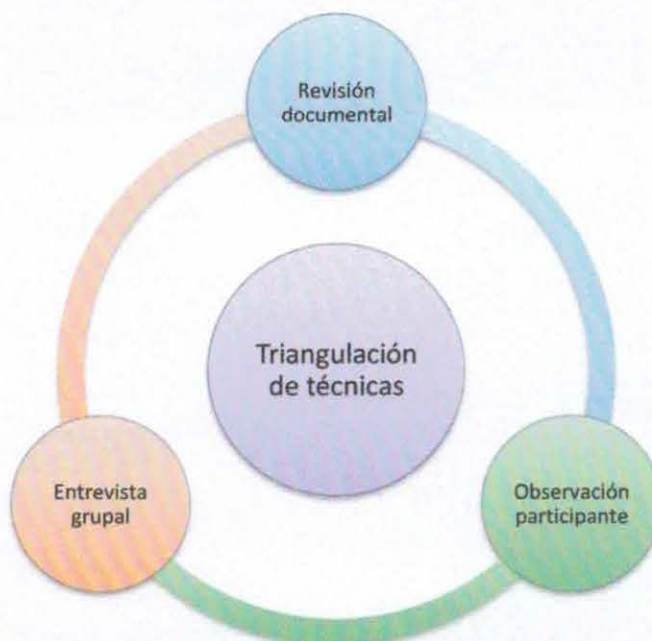 Revisión
documental
Triangulación
de técnicas
Entrevista
grupal
Observación
participante